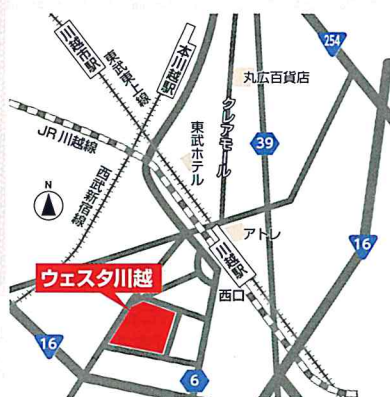 川越市駅
東武東上線
本川越駅
254
丸広百貨店
クレアモール
JR川越線
東武ホテル
39
西武新宿線
N
アトレ
川越駅
16
西口
ウェスタ川越
16
6